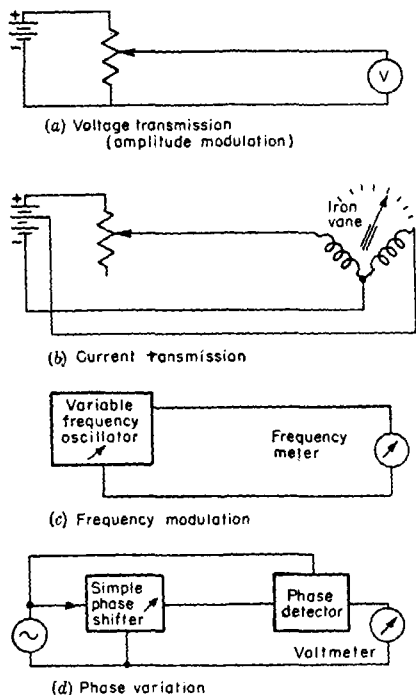 +
−
V
(a) Voltage transmission
(amplitude modulation)
+
−
Iron
vane
(b) Current transmission
Variable
frequency
oscillator
Frequency
meter
(c) Frequency modulation
Simple
phase
shifter
Phase
detector
Voltmeter
(d) Phase variation